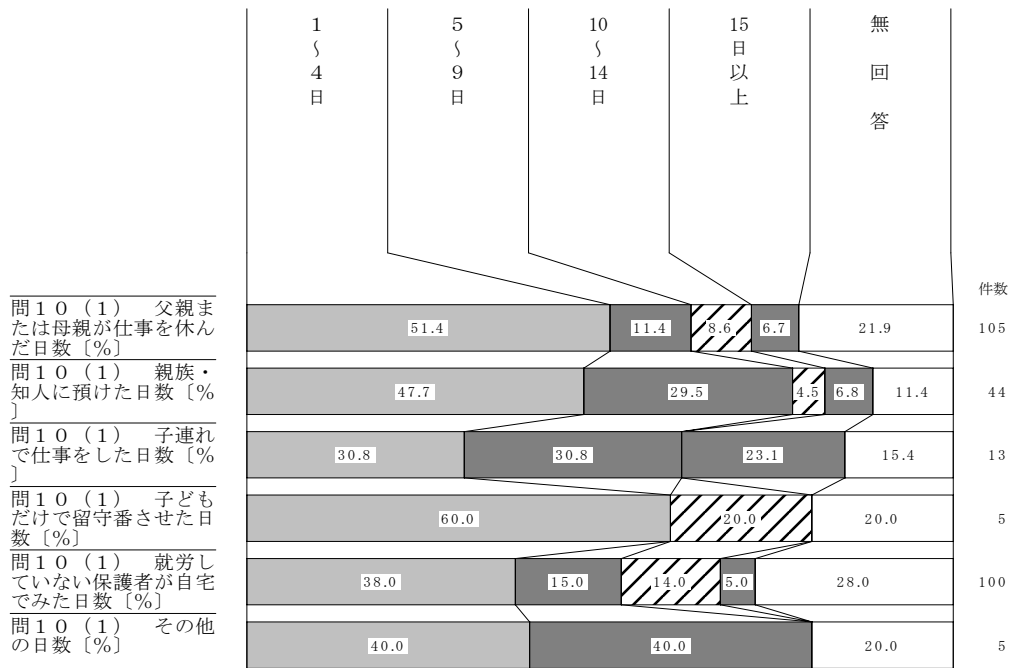 1～4日
5～9日
10～14日
15日以上
無回答
件数
問１０（１）　父親ま
たは母親が仕事を休ん
だ日数〔％〕
51.4
11.4
8.6
6.7
21.9
105
問１０（１）　親族・
知人に預けた日数〔％
〕
47.7
29.5
4.5
6.8
11.4
44
問１０（１）　子連れ
で仕事をした日数〔％
〕
30.8
30.8
23.1
15.4
13
問１０（１）　子ども
だけで留守番させた日
数〔％〕
60.0
20.0
20.0
5
問１０（１）　就労し
ていない保護者が自宅
でみた日数〔％〕
38.0
15.0
14.0
5.0
28.0
100
問１０（１）　その他
の日数〔％〕
40.0
40.0
20.0
5